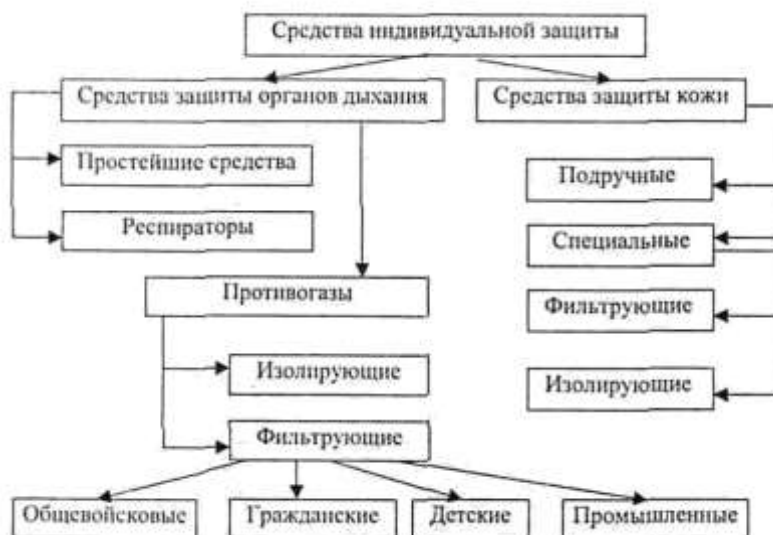 Средства индивидуальной защиты
Средства защиты органов дыхания
Средства защиты кожи
Простейшие средства
Подручные
Респираторы
Специальные
Противогазы
Фильтрующие
Изолирующие
Изолирующие
Фильтрующие
Общевойсковые
Гражданские
Детские
Промышленные